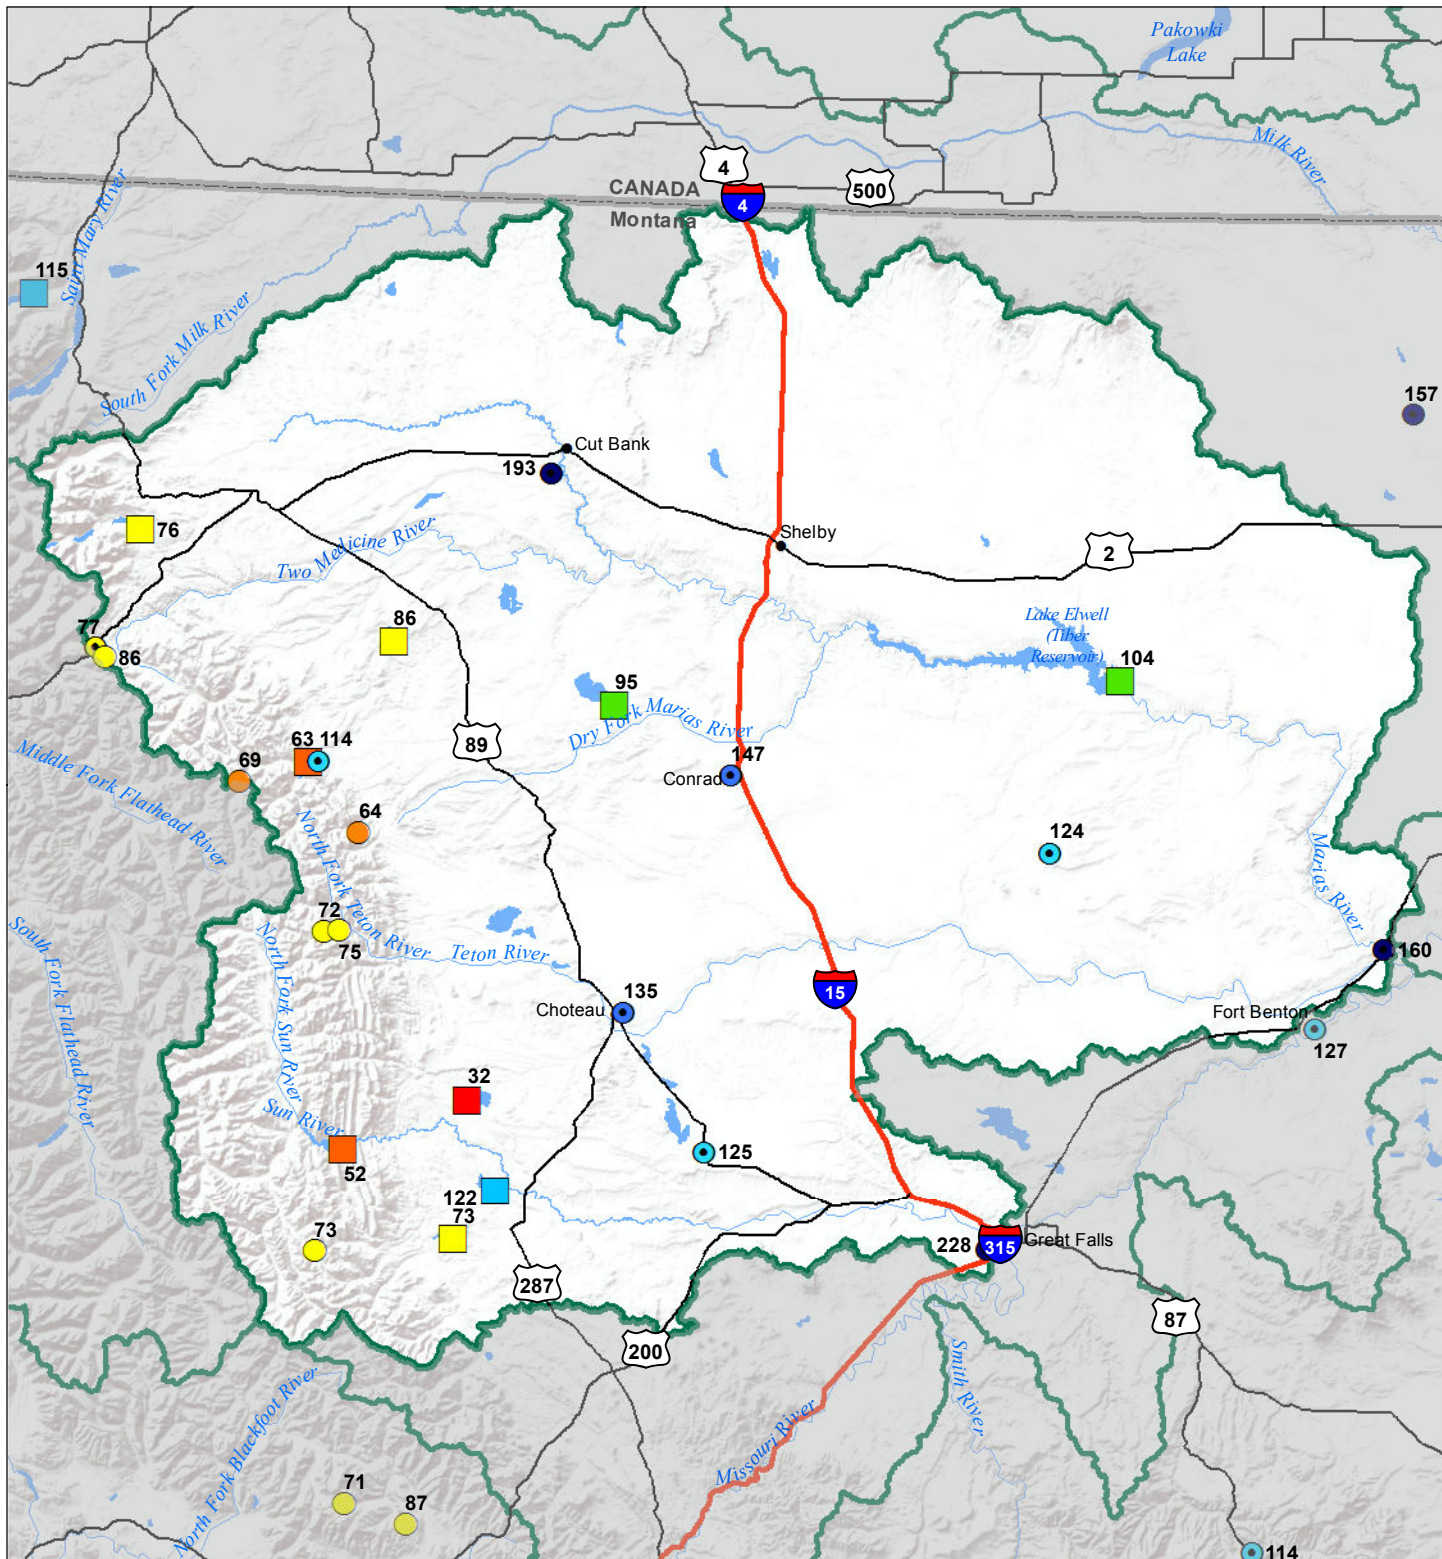 Pakowki
Lake
Milk River
4
CANADA
4
500
Montana
Saint Mary River
115
South Fork Milk River
157
Cut Bank
193
76
Shelby
Two Medicine River
2
Lake Elwell
(Tiber
Reservoir)
77
86
86
104
95
Dry Fork Marias River
89
63
114
147
Conrad
69
Middle Fork Flathead River
64
North Fork Teton River
124
Marias River
72
75
Teton River
South Fork Flathead River
North Fork Sun River
160
15
135
Choteau
Fort Benton
127
32
Sun River
52
125
122
73
73
228
315
Great Falls
287
87
200
Smith River
North Fork Blackfoot River
Missouri River
71
87
114